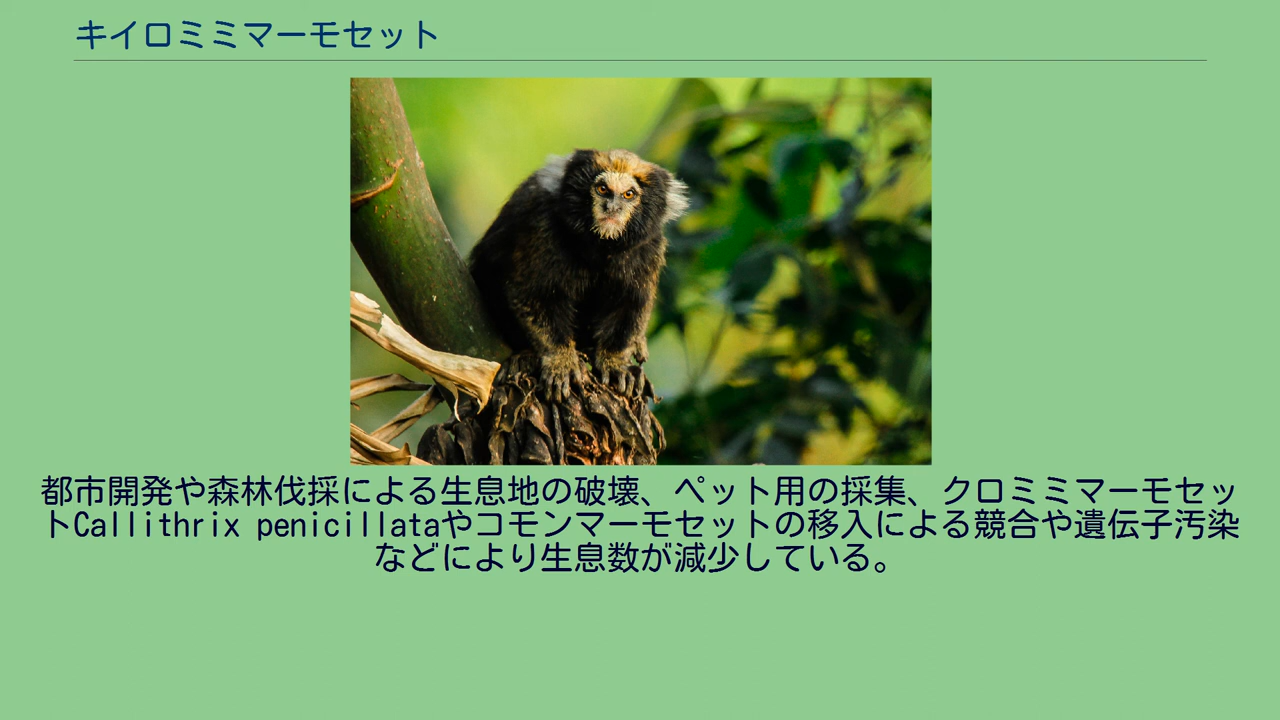 キイロミミマーモセット
都市開発や森林伐採による生息地の破壊、ペット用の採集、クロミミマーモセッ
トCallithrix penicillataやコモンマーモセットの移入による競合や遺伝子汚染
などにより生息数が減少している。